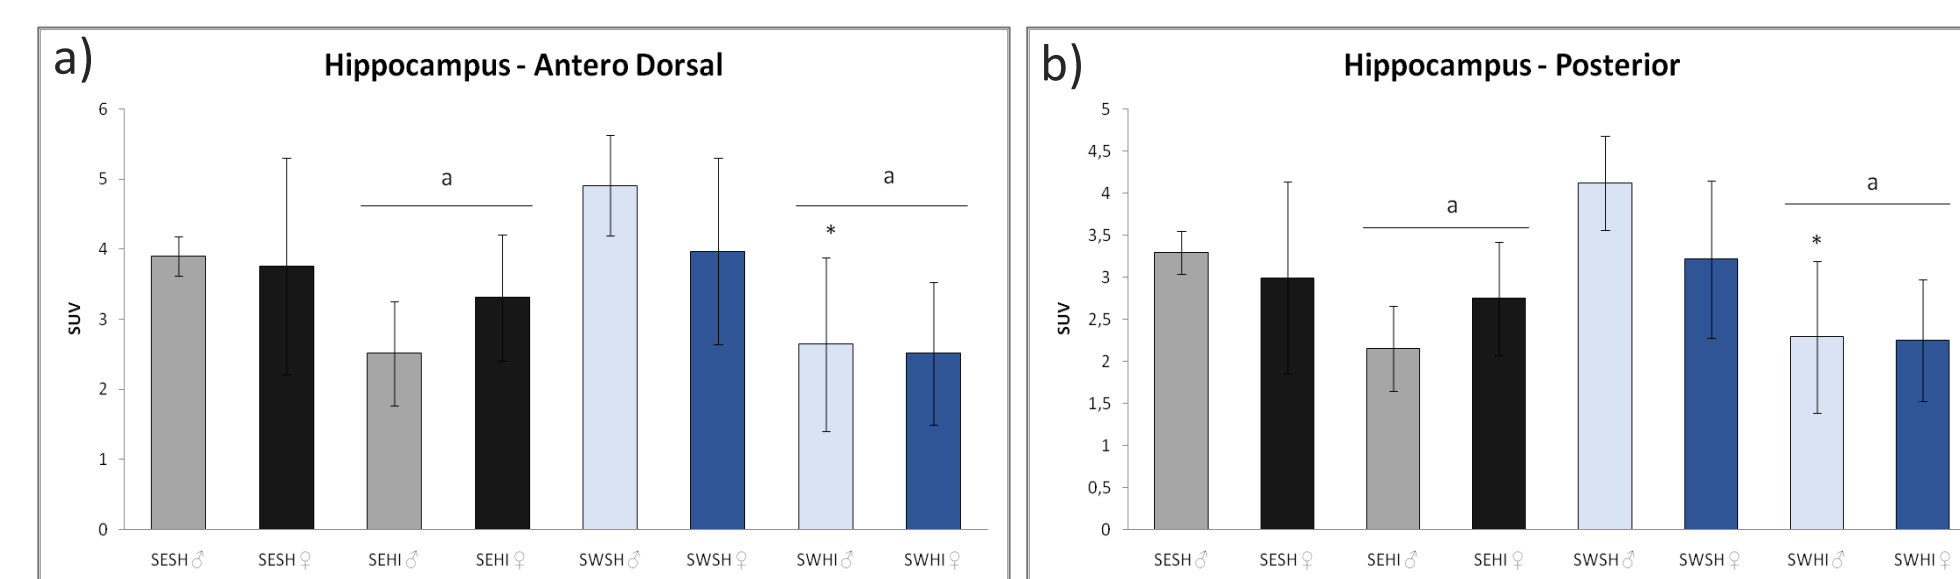 a)
Hippocampus - Antero Dorsal
6
5
4
3
2
1
0
SUV
a
a
*
SESH♂ SESH♀ SEHI♂ SEHI♀ SWSH♂ SWSH♀ SWHI♂ SWHI♀
b)
Hippocampus - Posterior
5
4,5
4
3,5
3
2,5
2
1,5
1
0,5
0
SUV
a
a
*
SESH♂ SESH♀ SEHI♂ SEHI♀ SWSH♂ SWSH♀ SWHI♂ SWHI♀